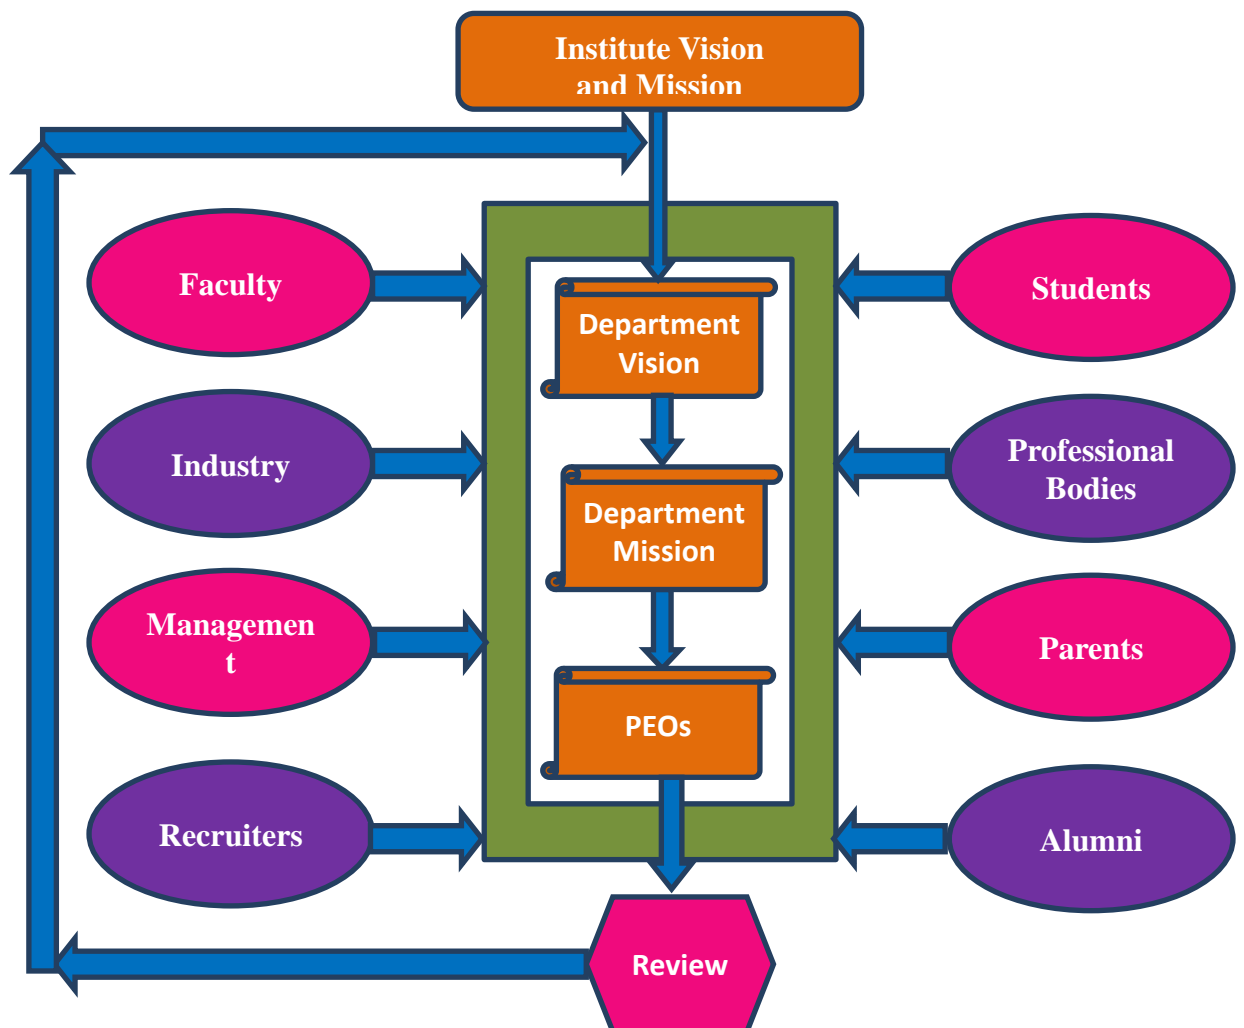 Institute Vision
and Mission
Faculty
Students
Department
Vision
Industry
Professional
Bodies
Department
Mission
Managemen
t
Parents
PEOs
Recruiters
Alumni
Review